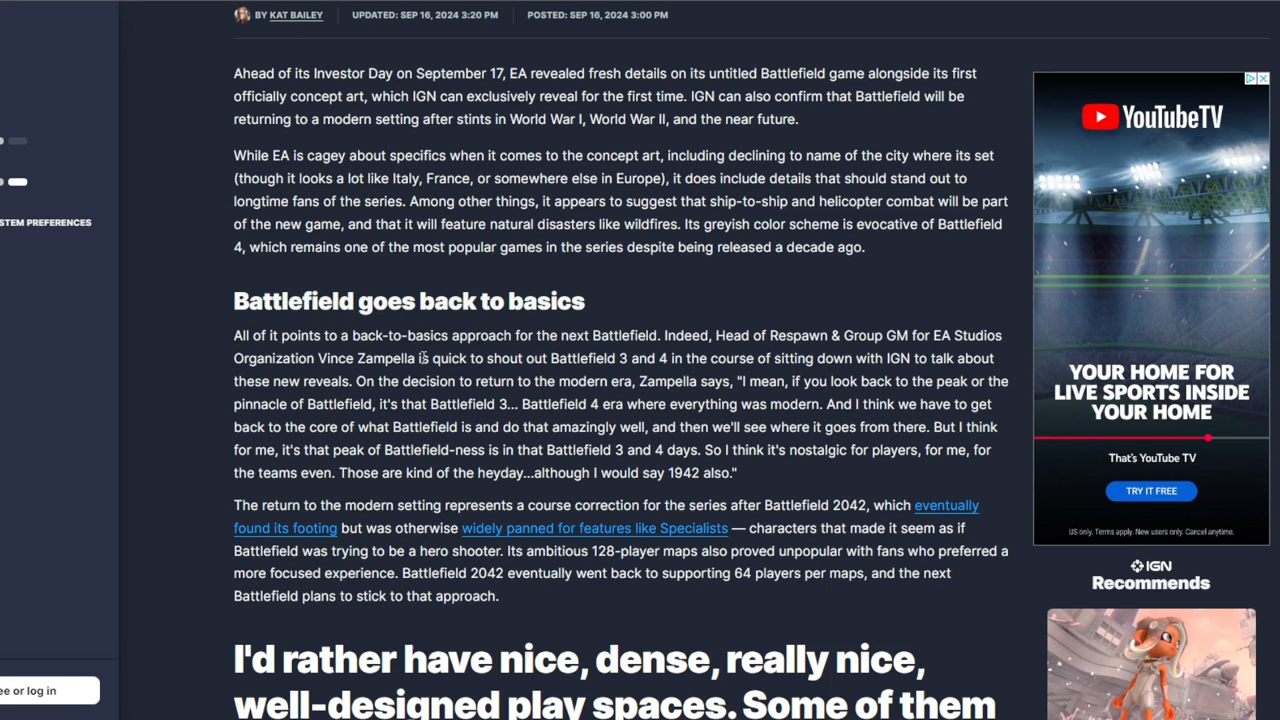 BY KAT BAILEY
UPDATED: SEP 16, 2024 3:20 PM
POSTED: SEP 16, 2024 3:00 PM
Ahead of its Investor Day on September 17, EA revealed fresh details on its untitled Battlefield game alongside its first
officially concept art, which IGN can exclusively reveal for the first time. IGN can also confirm that Battlefield will be
returning to a modern setting after stints in World War I, World War II, and the near future.
While EA is cagey about specifics when it comes to the concept art, including declining to name of the city where its set
(though it looks a lot like Italy, France, or somewhere else in Europe), it does include details that should stand out to
longtime fans of the series. Among other things, it appears to suggest that ship-to-ship and helicopter combat will be part
of the new game, and that it will feature natural disasters like wildfires. Its greyish color scheme is evocative of Battlefield
4, which remains one of the most popular games in the series despite being released a decade ago.
Battlefield goes back to basics
All of it points to a back-to-basics approach for the next Battlefield. Indeed, Head of Respawn & Group GM for EA Studios
Organization Vince Zampella is quick to shout out Battlefield 3 and 4 in the course of sitting down with IGN to talk about
these new reveals. On the decision to return to the modern era, Zampella says, "I mean, if you look back to the peak or the
pinnacle of Battlefield, it's that Battlefield 3... Battlefield 4 era where everything was modern. And I think we have to get
back to the core of what Battlefield is and do that amazingly well, and then we'll see where it goes from there. But I think
for me, it's that peak of Battlefield-ness is in that Battlefield 3 and 4 days. So I think it's nostalgic for players, for me, for
the teams even. Those are kind of the heyday...although I would say 1942 also."
The return to the modern setting represents a course correction for the series after Battlefield 2042, which eventually
found its footing but was otherwise widely panned for features like Specialists — characters that made it seem as if
Battlefield was trying to be a hero shooter. Its ambitious 128-player maps also proved unpopular with fans who preferred a
more focused experience. Battlefield 2042 eventually went back to supporting 64 players per maps, and the next
Battlefield plans to stick to that approach.
I'd rather have nice, dense, really nice,
well-designed play spaces. Some of them
STEM PREFERENCES
ee or log in
YouTubeTV
YOUR HOME FOR
LIVE SPORTS INSIDE
YOUR HOME
That's YouTube TV
TRY IT FREE
US only. Terms apply. New users only. Cancel anytime.
IGN
Recommends